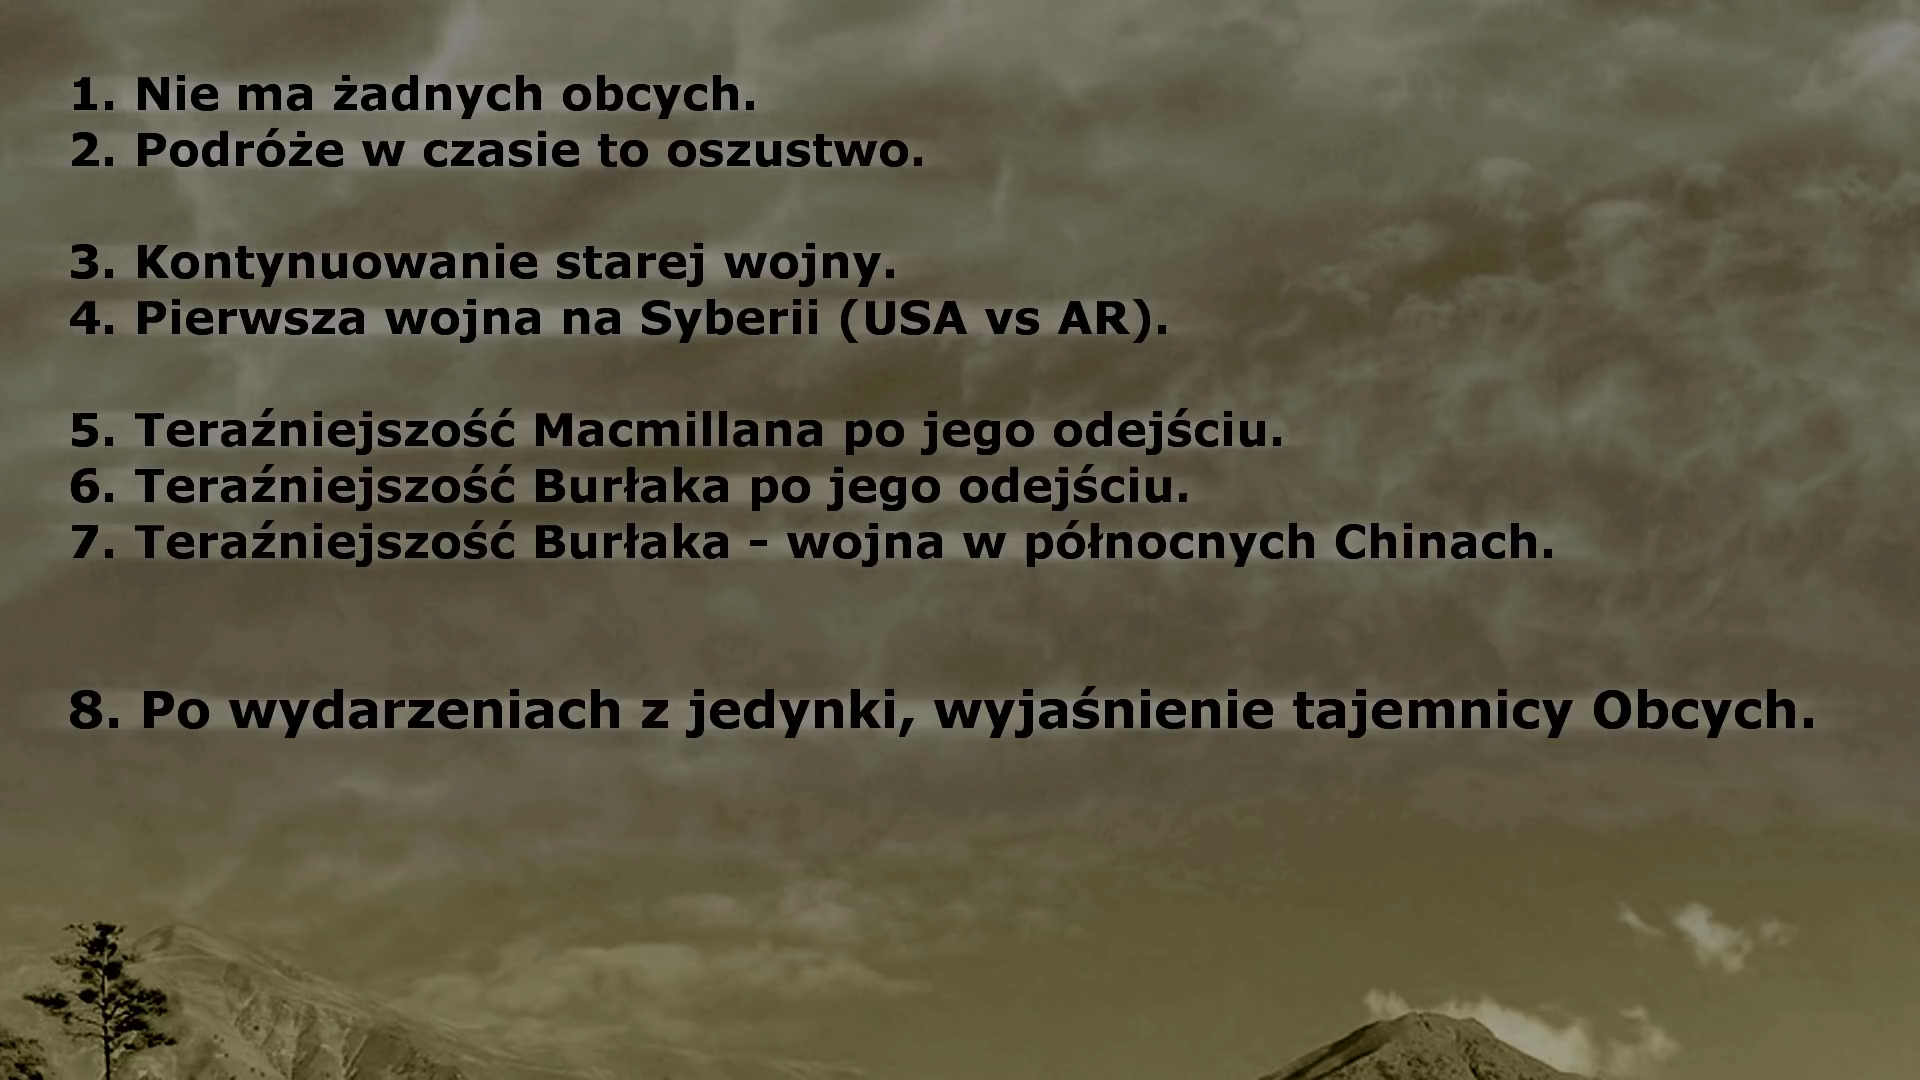 1. Nie ma żadnych obcych.
2. Podróże w czasie to oszustwo.
3. Kontynuowanie starej wojny.
4. Pierwsza wojna na Syberii (USA vs AR).
5. Teraźniejszość Macmillana po jego odejściu.
6. Teraźniejszość Burłaka po jego odejściu.
7. Teraźniejszość Burłaka - wojna w północnych Chinach.
8. Po wydarzeniach z jedynki, wyjaśnienie tajemnicy Obcych.